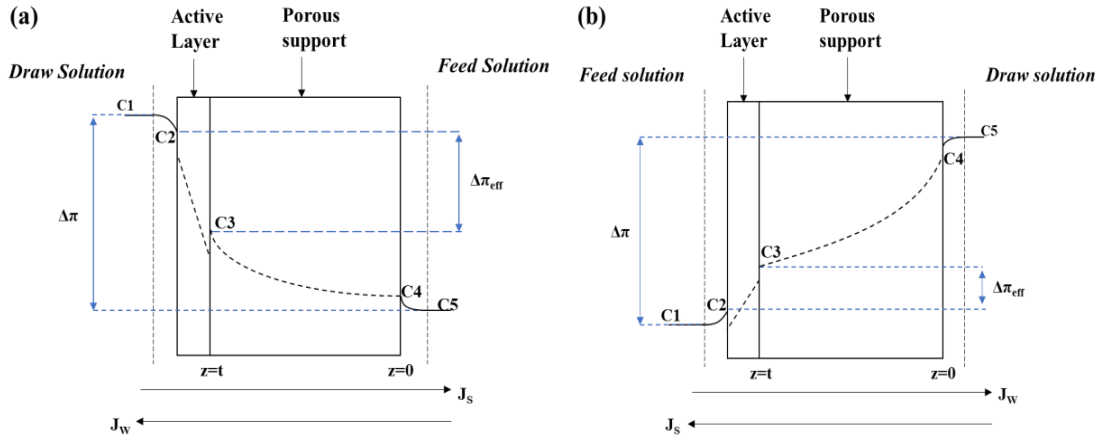 (a)
Active
Layer
Porous
support
Draw Solution
Feed Solution
C1
C2
Δπ
Δπeff
C3
C4
C5
z=t
z=0
JS
JW
(b)
Active
Layer
Porous
support
Feed solution
Draw solution
C5
C4
Δπ
C3
Δπeff
C2
C1
z=t
z=0
JW
JS